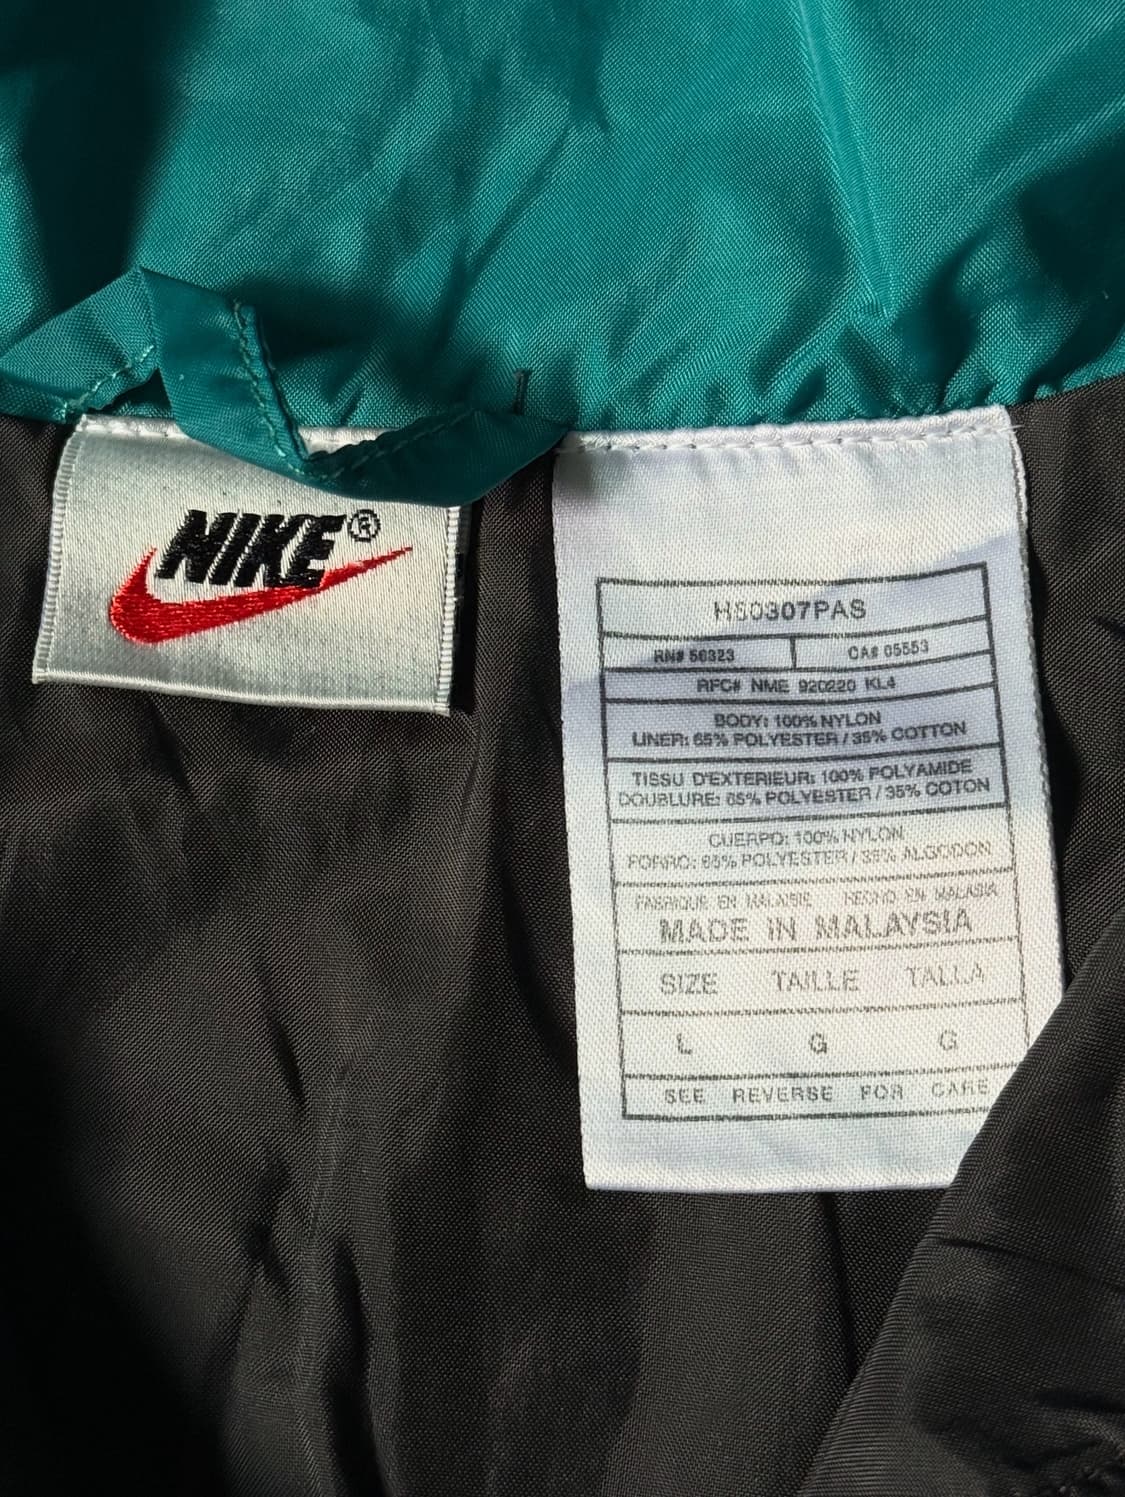 NIKE®
H50307PAS
RN# 56323 CA# 05553
RFC# NME 920220 KL4
BODY: 100% NYLON
LINER: 65% POLYESTER / 35% COTTON
TISSU D'EXTERIEUR: 100% POLYAMIDE
DOUBLURE: 65% POLYESTER / 35% COTON
CUERPO: 100% NYLON
FORRO: 65% POLYESTER / 35% ALGODON
FABRIQUE EN MALAISIE HECHO EN MALASIA
MADE IN MALAYSIA
SIZE TAILLE TALLA
L G G
SEE REVERSE FOR CARE